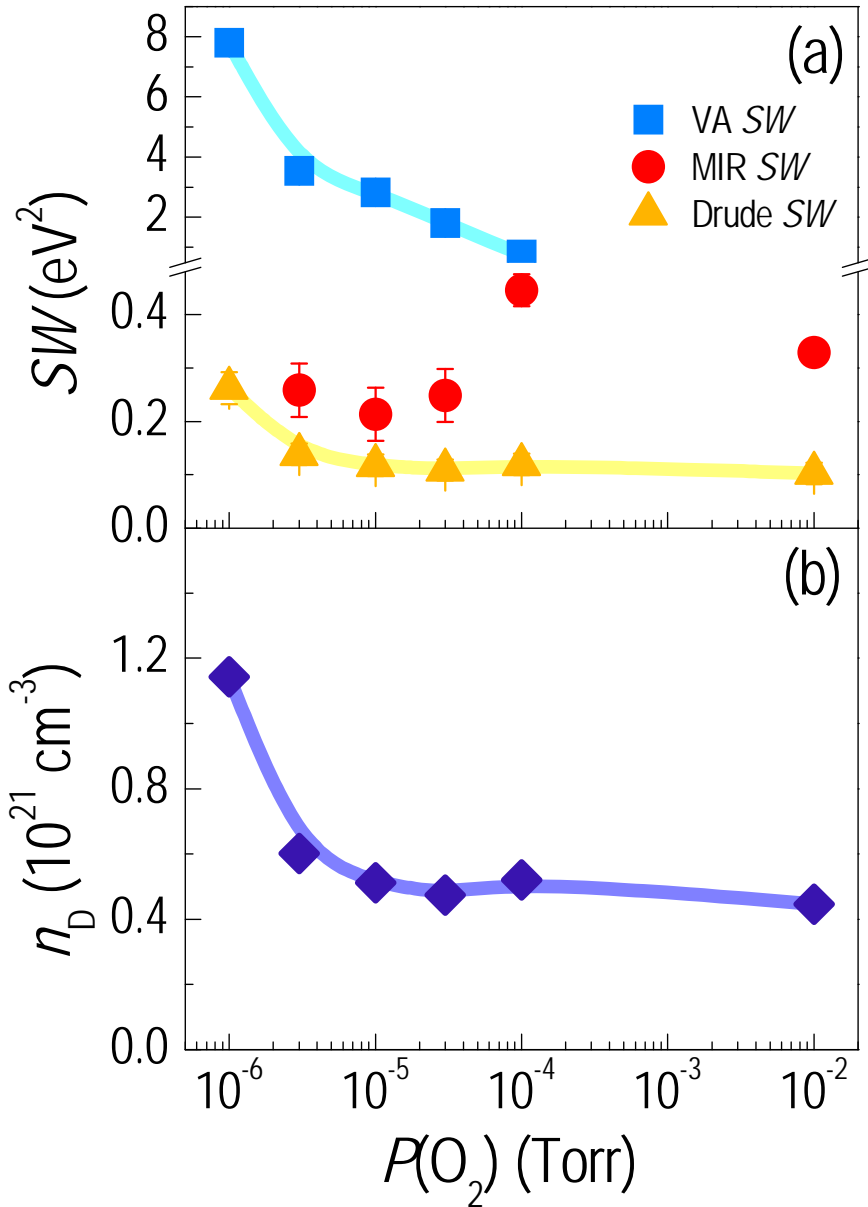 (a)
8
6
4
2
0.4
0.2
0.0
SW (eV²)
VA SW
MIR SW
Drude SW
(b)
1.2
0.8
0.4
0.0
n_D (10²¹ cm⁻³)
10⁻⁶ 10⁻⁵ 10⁻⁴ 10⁻³ 10⁻²
P(O₂) (Torr)